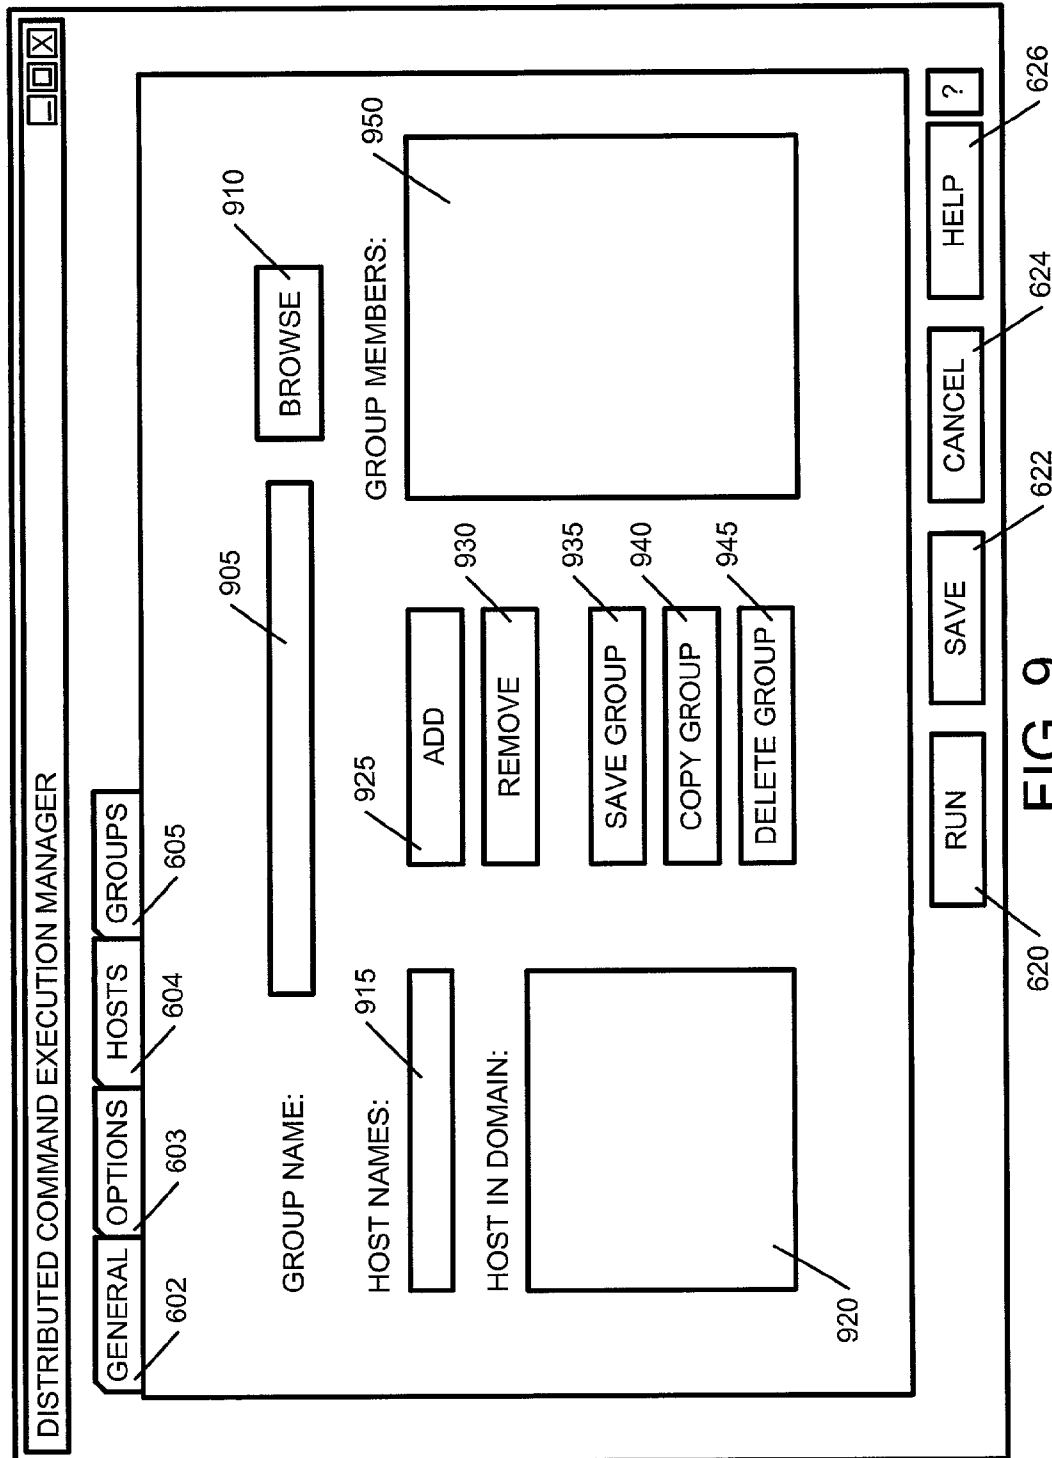 DISTRIBUTED COMMAND EXECUTION MANAGER
X
GENERAL OPTIONS HOSTS GROUPS
602 603 604 605
GROUP NAME:
905
BROWSE
910
HOST NAMES:
915
HOST IN DOMAIN:
920
925
ADD
REMOVE
930
SAVE GROUP
935
COPY GROUP
940
DELETE GROUP
945
GROUP MEMBERS:
950
RUN SAVE CANCEL HELP ?
620 622 624 626
FIG 9